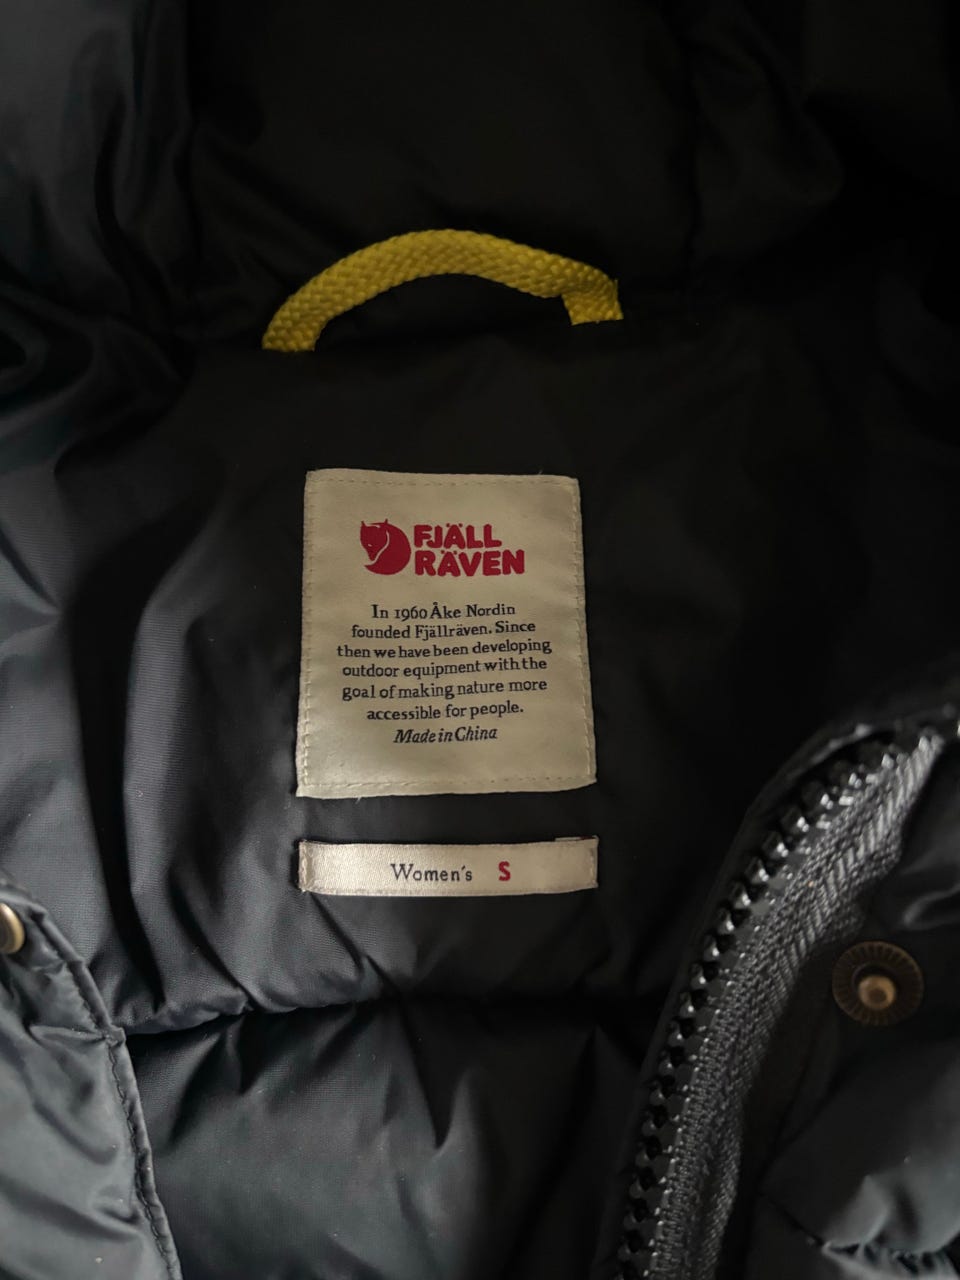 FJÄLL
RÄVEN
In 1960 Åke Nordin
founded Fjällräven. Since
then we have been developing
outdoor equipment with the
goal of making nature more
accessible for people.
Made in China
Women's S